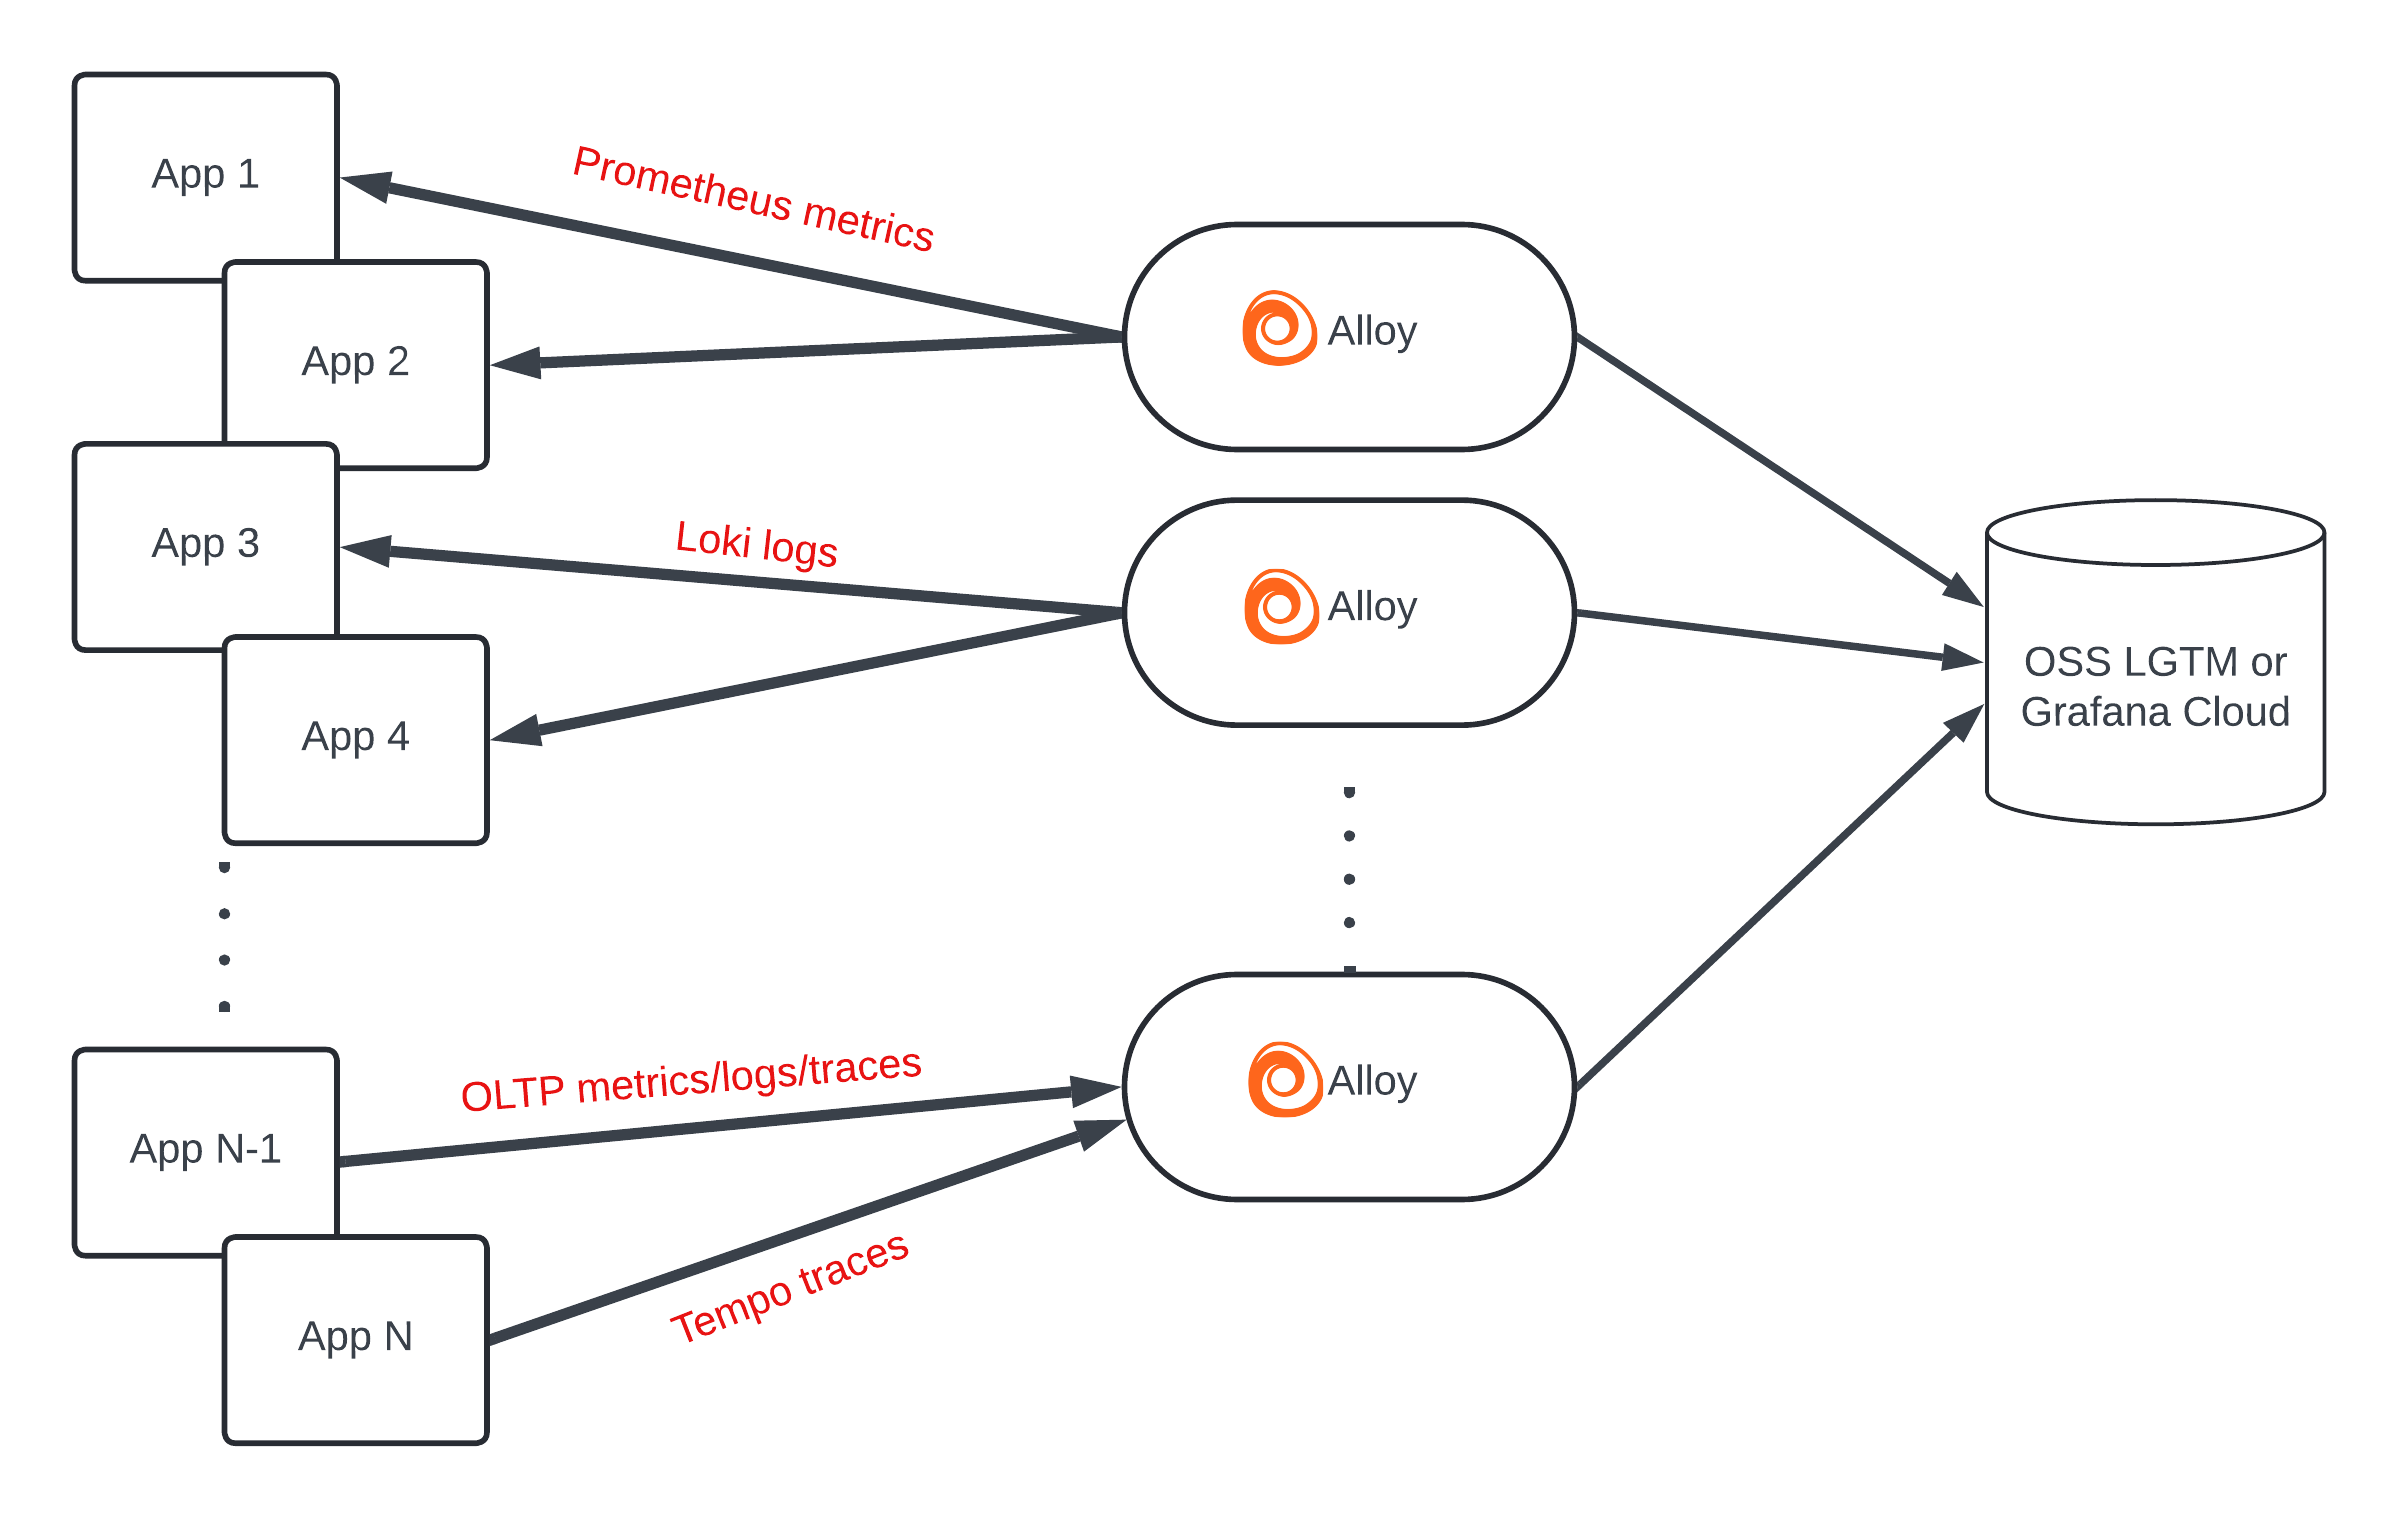 App 1
App 2
App 3
App 4
App N-1
App N
Prometheus metrics
Loki logs
OLTP metrics/logs/traces
Tempo traces
Alloy
Alloy
Alloy
OSS LGTM or
Grafana Cloud